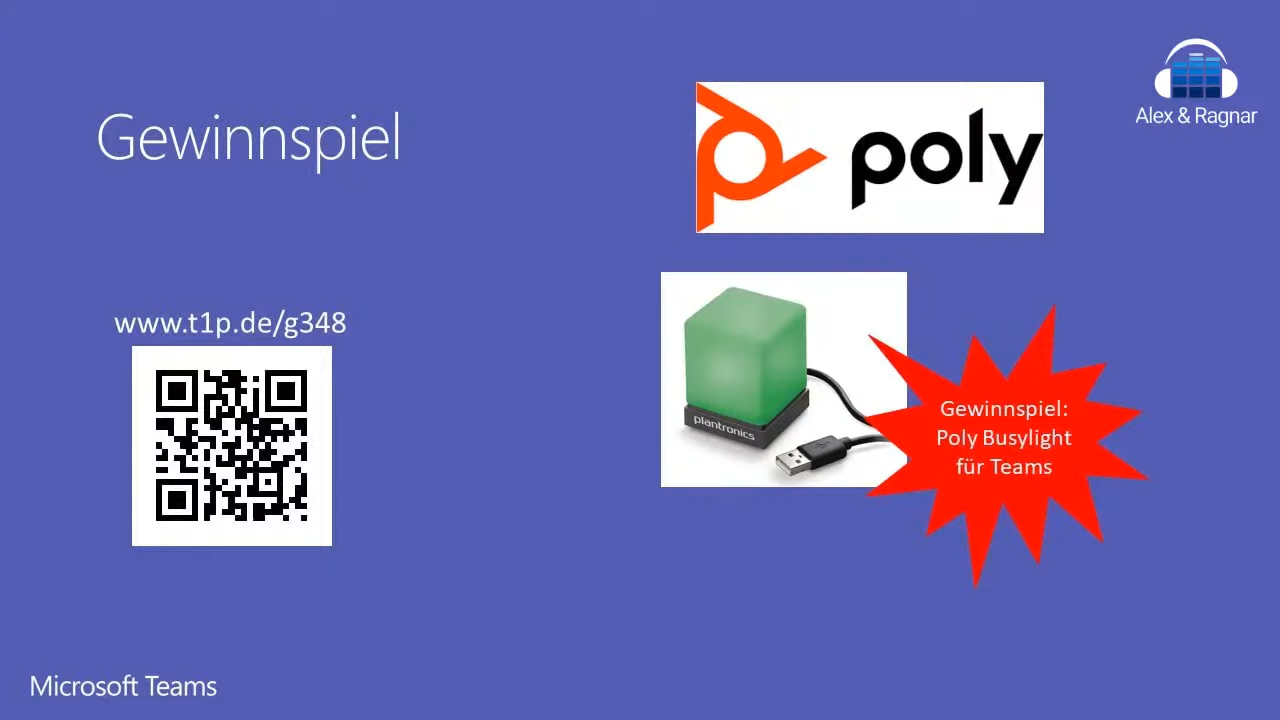 Gewinnspiel
poly
Alex & Ragnar
www.t1p.de/g348
plantronics
Gewinnspiel:
Poly Busylight
für Teams
Microsoft Teams